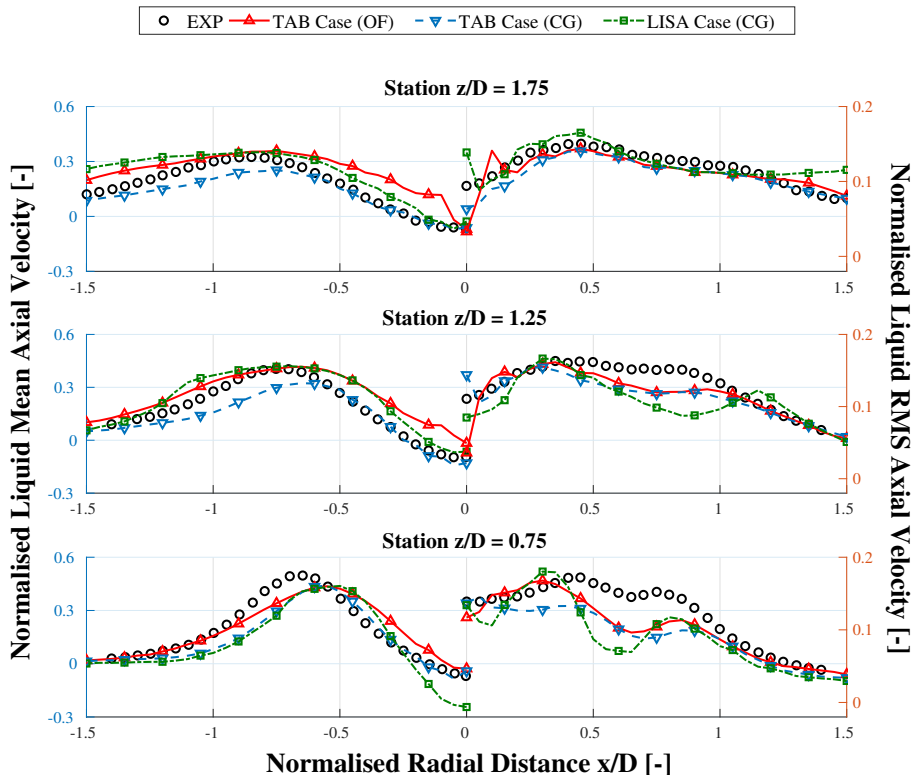 EXP TAB Case (OF) TAB Case (CG) LISA Case (CG)
Normalised Liquid Mean Axial Velocity [-]
Normalised Liquid RMS Axial Velocity [-]
Station z/D = 1.75
0.6
0.3
0
-0.3
0.2
0.1
0
-1.5 -1 -0.5 0 0.5 1 1.5
Station z/D = 1.25
0.6
0.3
0
-0.3
0.2
0.1
0
-1.5 -1 -0.5 0 0.5 1 1.5
Station z/D = 0.75
0.6
0.3
0
-0.3
0.2
0.1
0
-1.5 -1 -0.5 0 0.5 1 1.5
Normalised Radial Distance x/D [-]